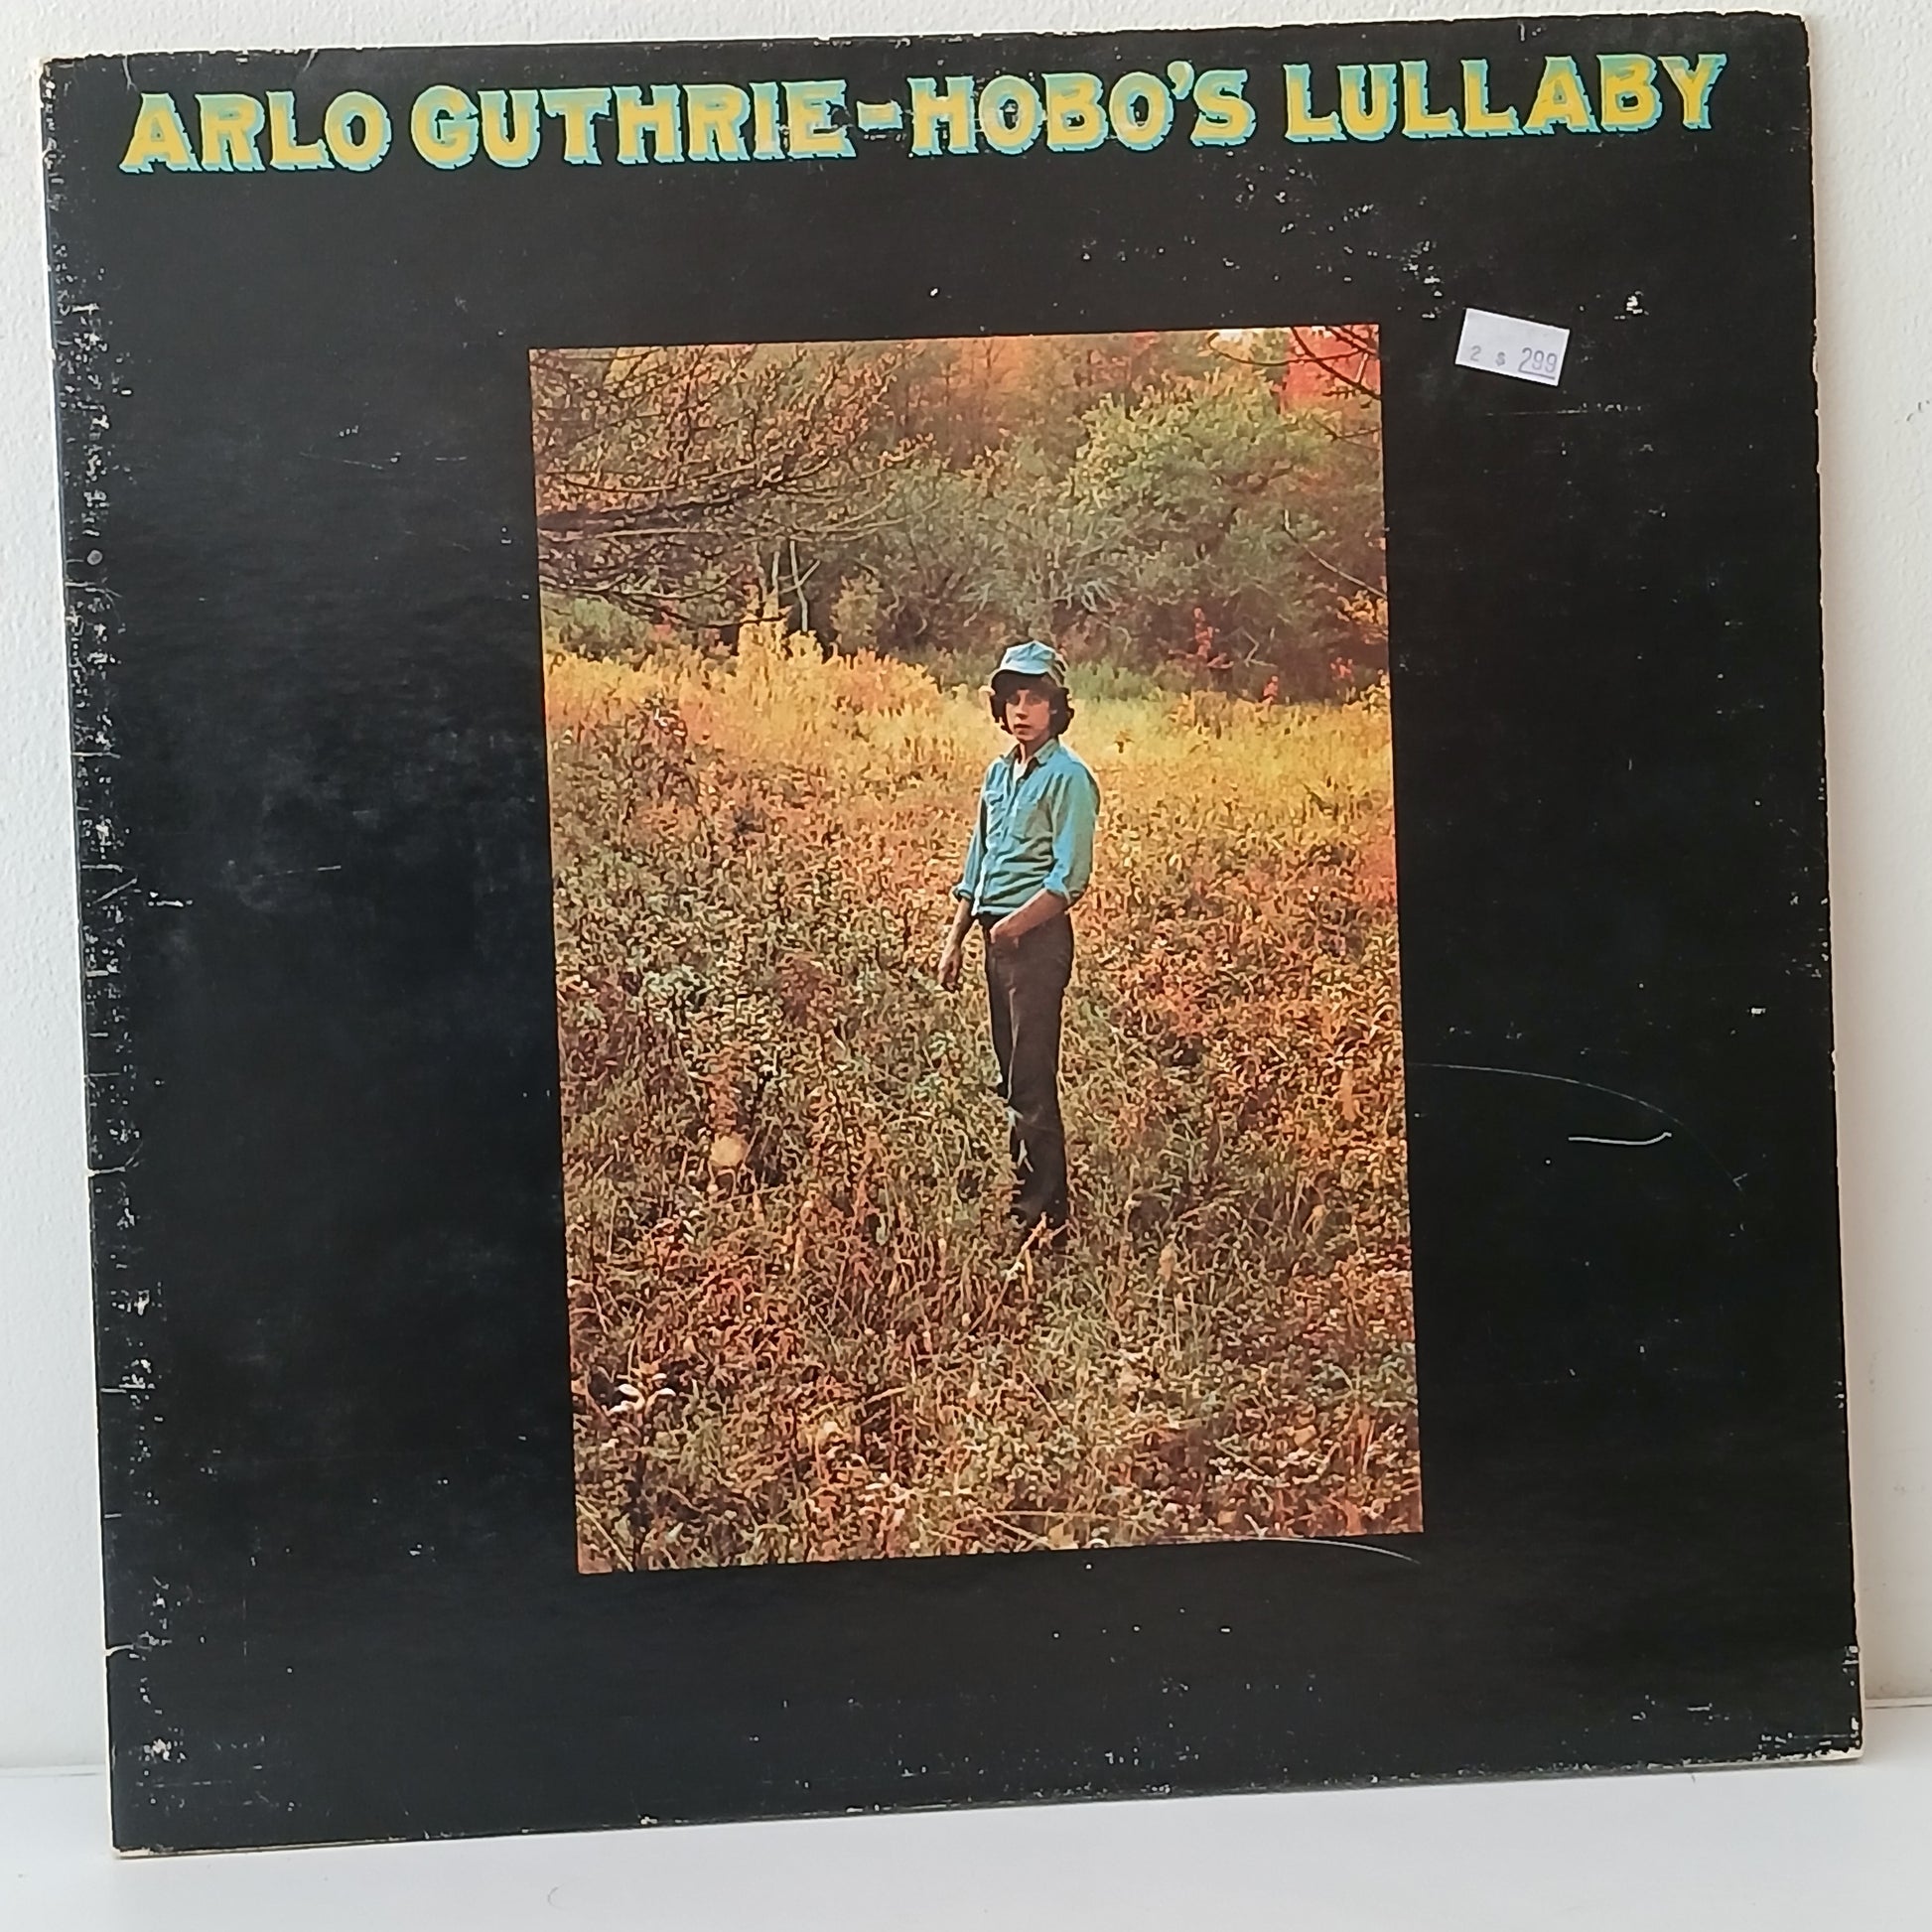 ARLO GUTHRIE-HOBO'S LULLABY
2 $ 299